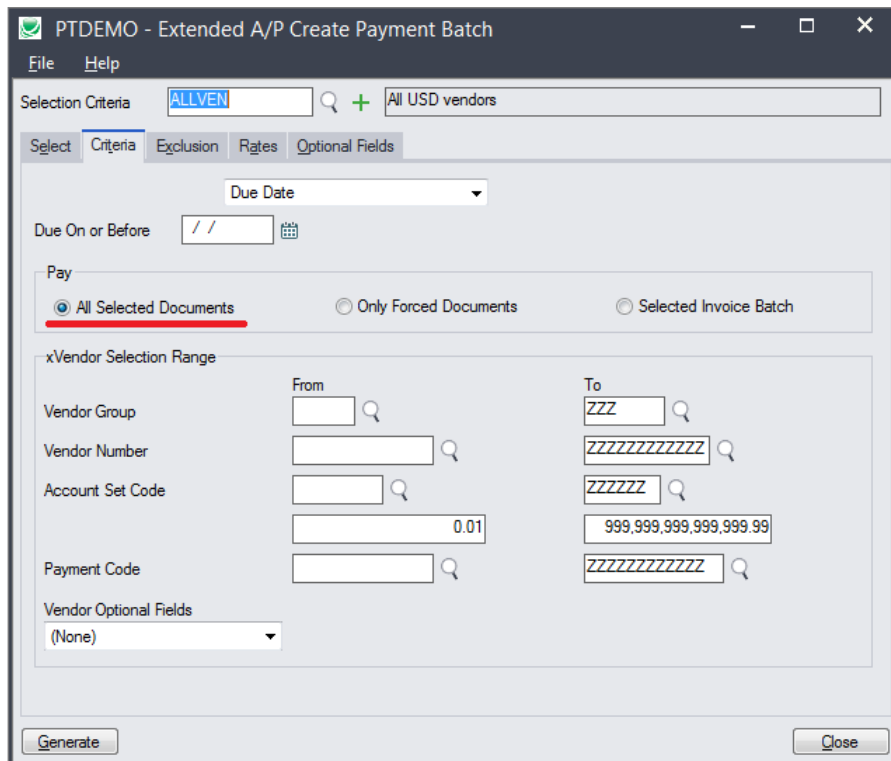 PTDEMO - Extended A/P Create Payment Batch
File Help
Selection Criteria ALLVEN All USD vendors
Select Criteria Exclusion Rates Optional Fields
Due Date
Due On or Before / /
Pay
All Selected Documents Only Forced Documents Selected Invoice Batch
xVendor Selection Range
From To
Vendor Group ZZZ
Vendor Number ZZZZZZZZZZZZ
Account Set Code ZZZZZZ
0.01 999,999,999,999,999.99
Payment Code ZZZZZZZZZZZZ
Vendor Optional Fields
(None)
Generate Close